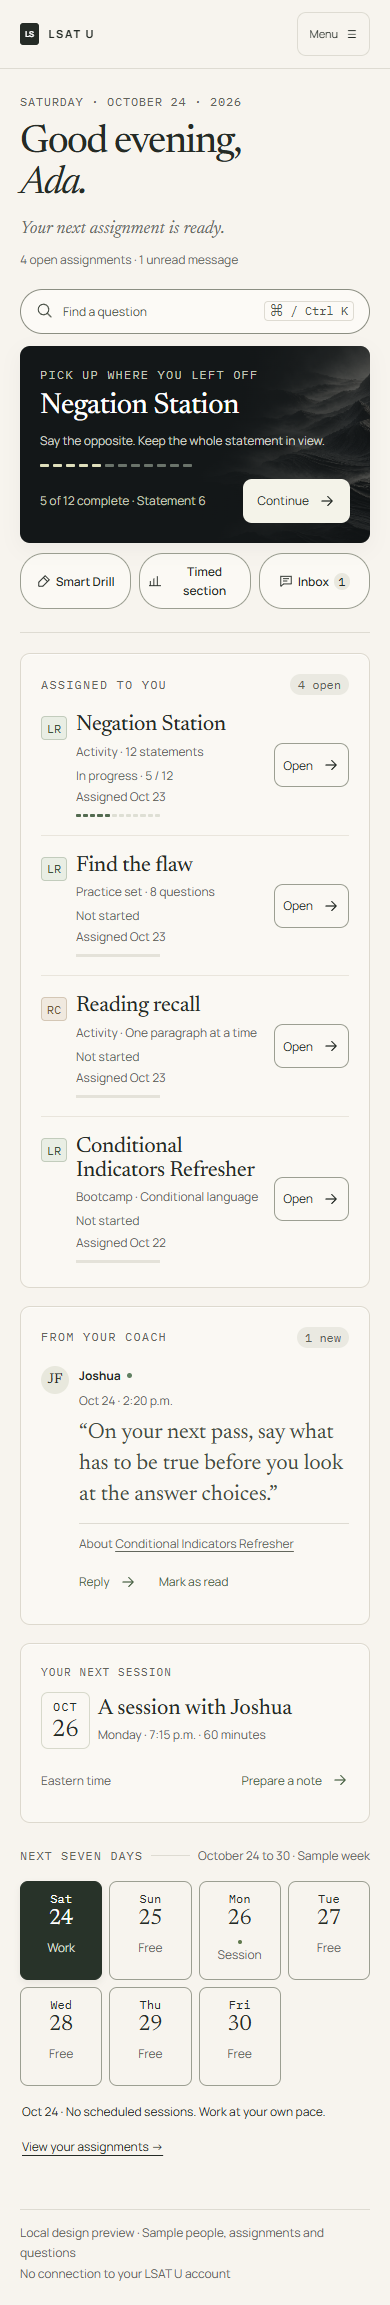 LS LSAT U
Menu ☰
SATURDAY · OCTOBER 24 · 2026
Good evening,
Ada.
Your next assignment is ready.
4 open assignments · 1 unread message
Find a question
⌘ / Ctrl K
PICK UP WHERE YOU LEFT OFF
Negation Station
Say the opposite. Keep the whole statement in view.
5 of 12 complete · Statement 6
Continue →
Smart Drill
Timed
section
Inbox 1
ASSIGNED TO YOU
4 open
LR
Negation Station
Activity · 12 statements
In progress · 5 / 12
Assigned Oct 23
Open →
LR
Find the flaw
Practice set · 8 questions
Not started
Assigned Oct 23
Open →
RC
Reading recall
Activity · One paragraph at a time
Not started
Assigned Oct 23
Open →
LR
Conditional
Indicators Refresher
Bootcamp · Conditional language
Not started
Assigned Oct 22
Open →
FROM YOUR COACH
1 new
JF
Joshua
Oct 24 · 2:20 p.m.
“On your next pass, say what
has to be true before you look
at the answer choices.”
About Conditional Indicators Refresher
Reply →
Mark as read
YOUR NEXT SESSION
OCT
26
A session with Joshua
Monday · 7:15 p.m. · 60 minutes
Eastern time
Prepare a note →
NEXT SEVEN DAYS
October 24 to 30 · Sample week
Sat
24
Work
Sun
25
Free
Mon
26
Session
Tue
27
Free
Wed
28
Free
Thu
29
Free
Fri
30
Free
Oct 24 · No scheduled sessions. Work at your own pace.
View your assignments →
Local design preview · Sample people, assignments and
questions
No connection to your LSAT U account